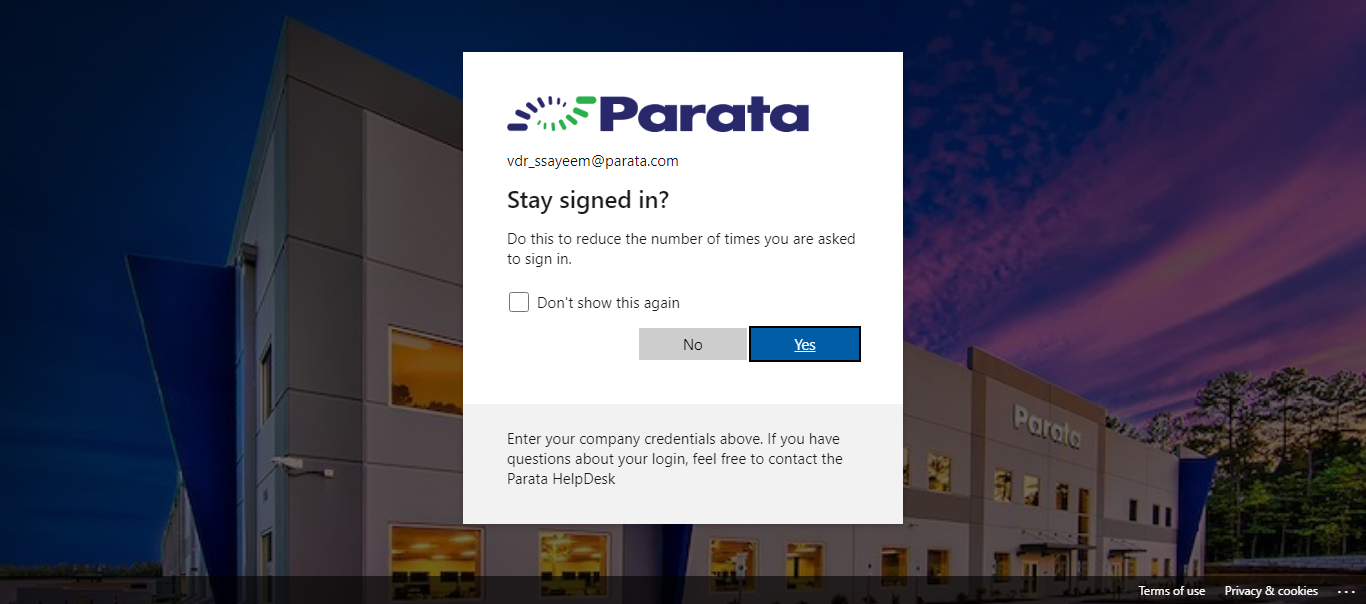 Parata
vdr_ssayeem@parata.com
Stay signed in?
Do this to reduce the number of times you are asked
to sign in.
Don't show this again
No
Yes
Enter your company credentials above. If you have
questions about your login, feel free to contact the
Parata HelpDesk
Parata
Terms of use
Privacy & cookies
...